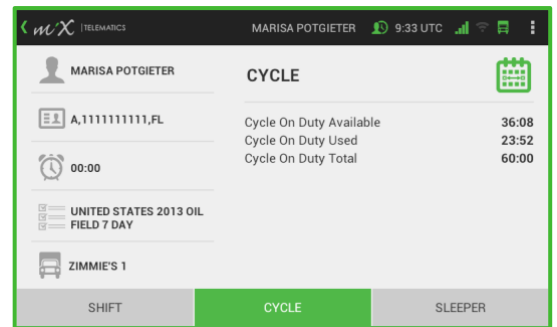 miX TELEMATICS MARISA POTGIETER 9:33 UTC
MARISA POTGIETER
A,1111111111,FL
00:00
UNITED STATES 2013 OIL
FIELD 7 DAY
ZIMMIE'S 1
CYCLE
Cycle On Duty Available 36:08
Cycle On Duty Used 23:52
Cycle On Duty Total 60:00
SHIFT CYCLE SLEEPER